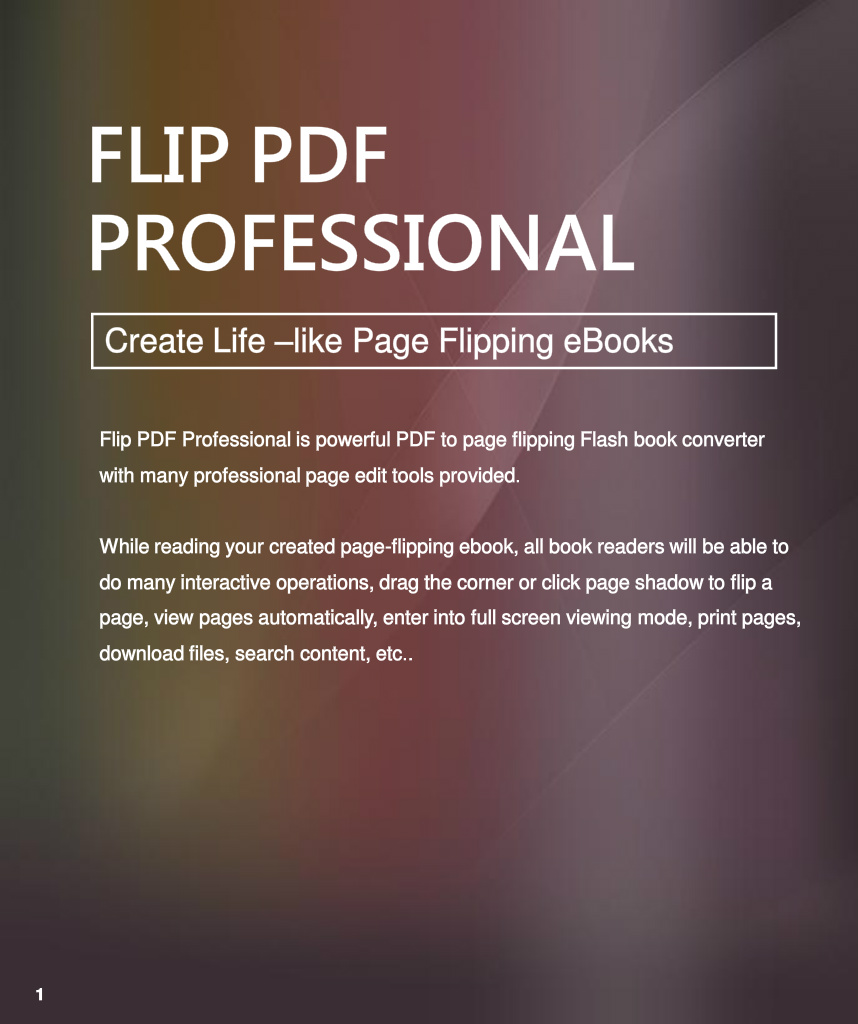 FLIP PDF
PROFESSIONAL
Create Life –like Page Flipping eBooks
Flip PDF Professional is powerful PDF to page flipping Flash book converter
with many professional page edit tools provided.
While reading your created page-flipping ebook, all book readers will be able to
do many interactive operations, drag the corner or click page shadow to flip a
page, view pages automatically, enter into full screen viewing mode, print pages,
download files, search content, etc..
1